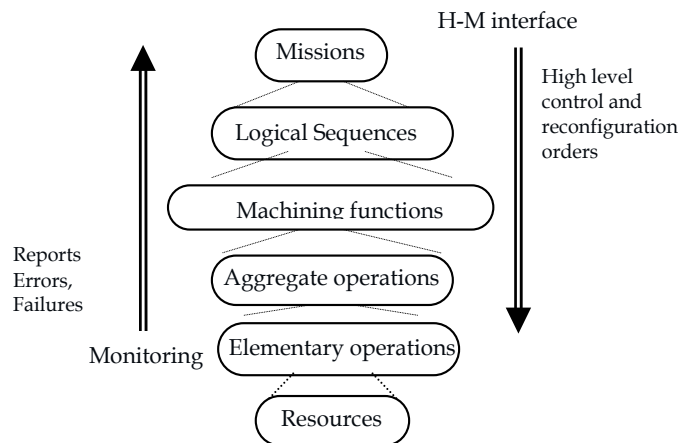 H-M interface
Missions
High level
control and
reconfiguration
orders
Logical Sequences
Machining functions
Reports
Errors,
Failures
Aggregate operations
Monitoring
Elementary operations
Resources